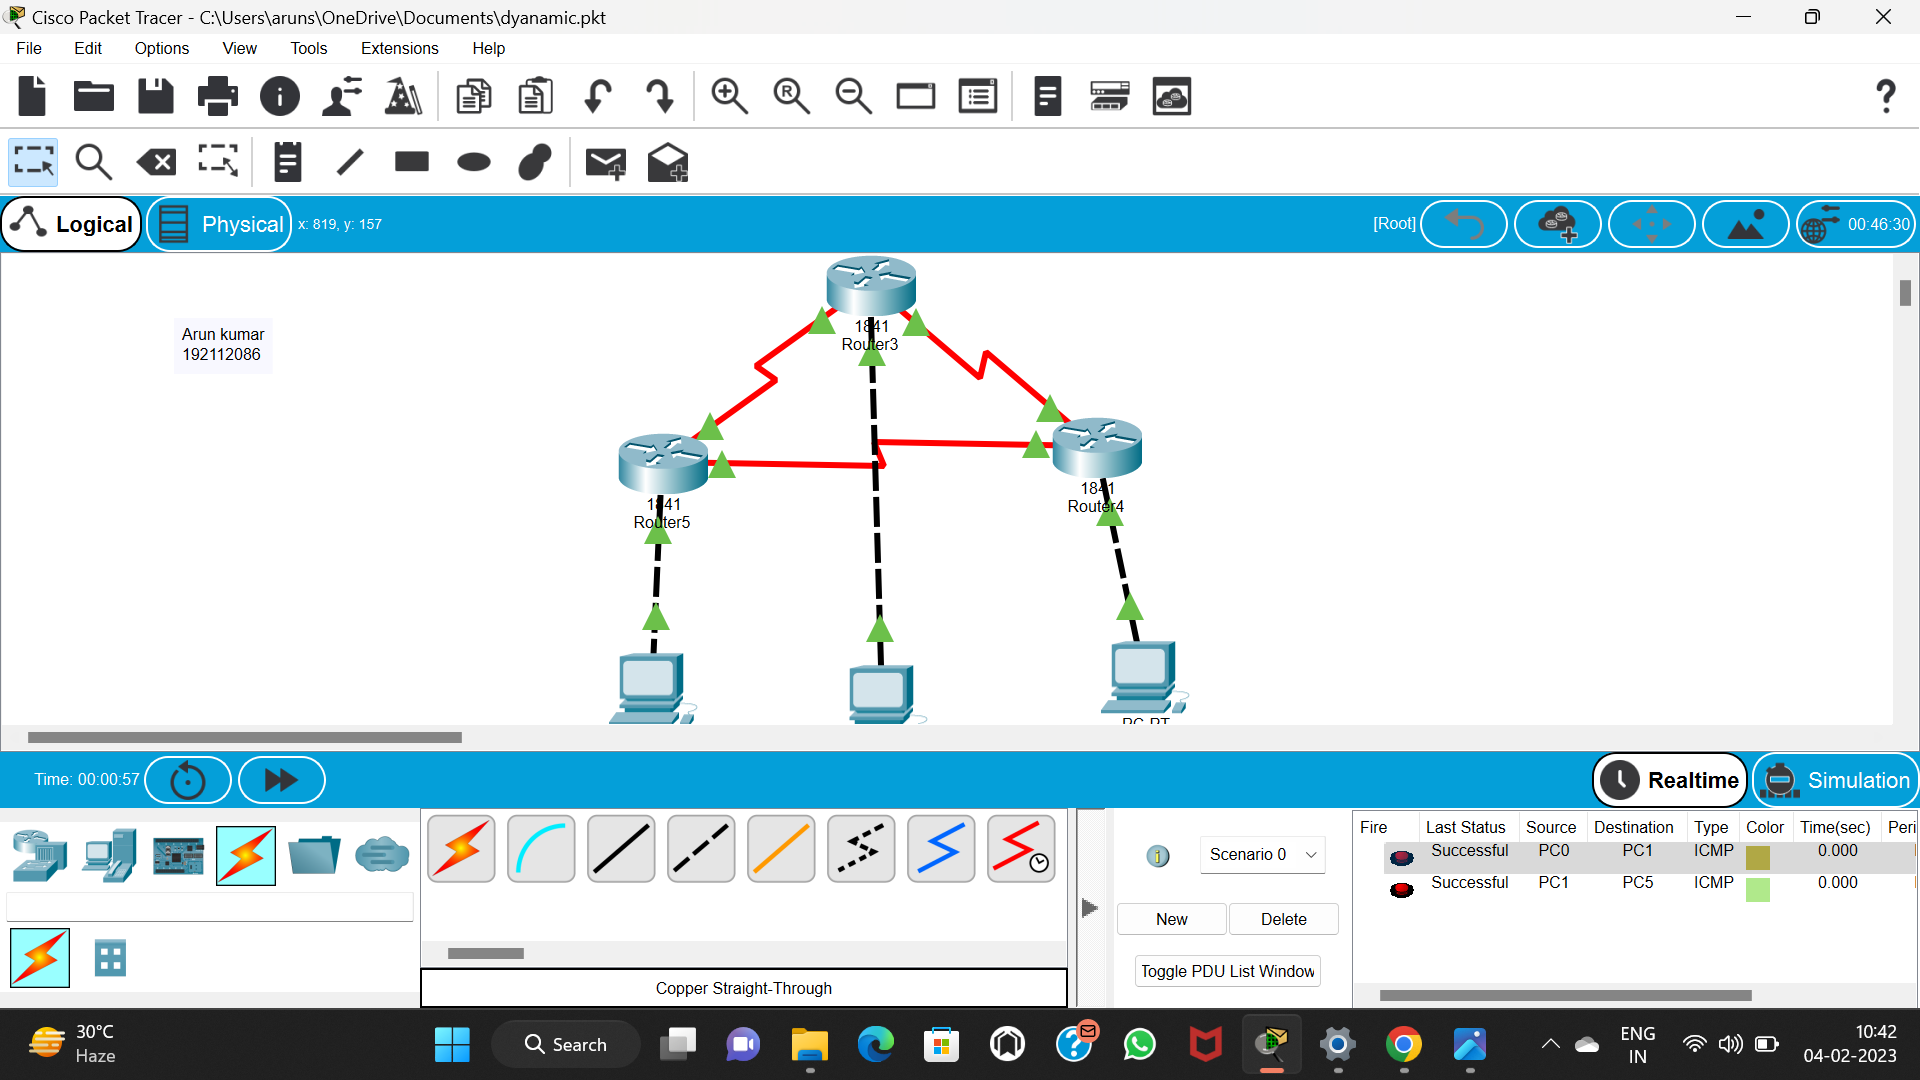 Cisco Packet Tracer - C:\Users\aruns\OneDrive\Documents\dyanamic.pkt
File Edit Options View Tools Extensions Help
Logical Physical x: 819, y: 157 [Root] 00:46:30
Arun kumar
192112086
1841
Router3
1841
Router5
1841
Router4
PC-PT
Time: 00:00:57 Realtime Simulation
Scenario 0
New Delete
Toggle PDU List Window
Copper Straight-Through
Fire Last Status Source Destination Type Color Time(sec) Peri
Successful PC0 PC1 ICMP 0.000
Successful PC1 PC5 ICMP 0.000
30°C
Haze
Search
ENG
IN
10:42
04-02-2023